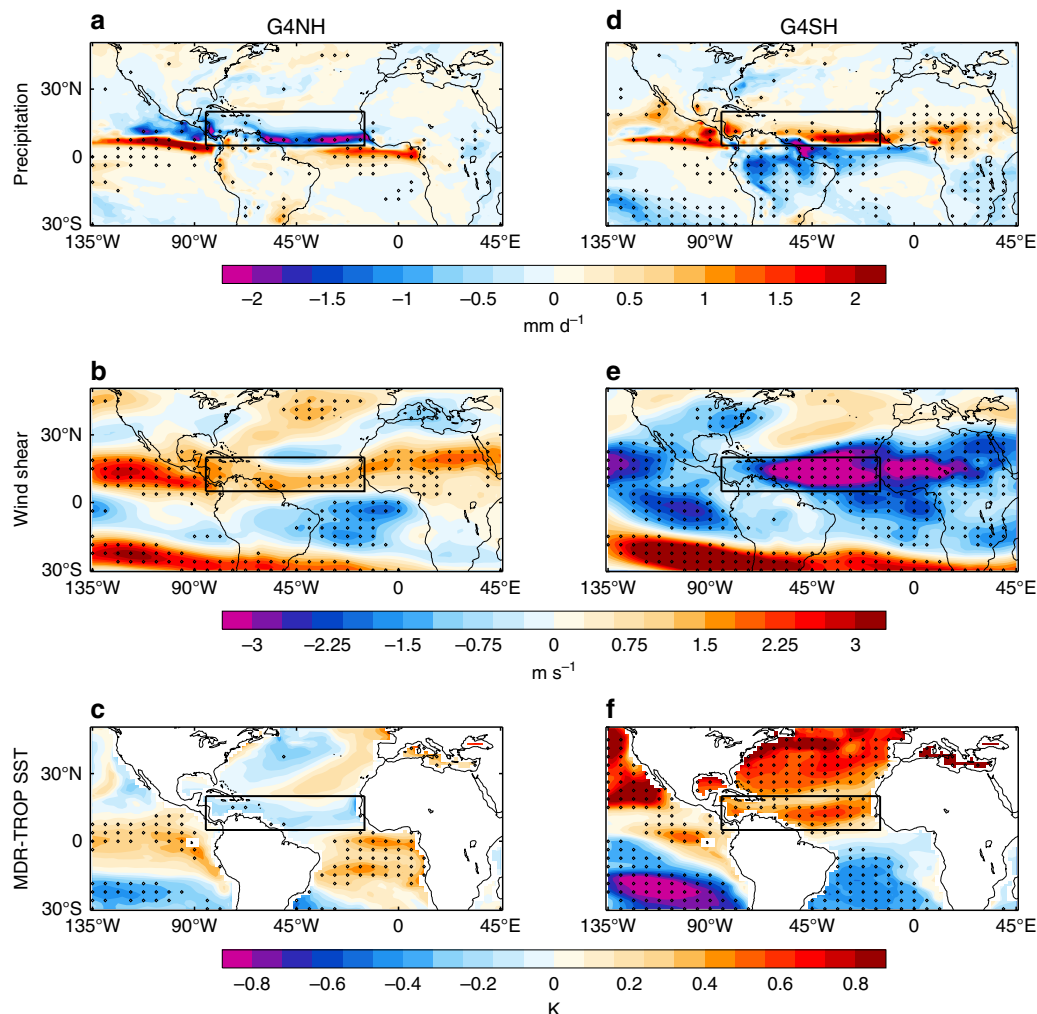 a
G4NH
d
G4SH
Precipitation
30°N
0
30°S
135°W 90°W 45°W 0 45°E
135°W 90°W 45°W 0 45°E
−2 −1.5 −1 −0.5 0 0.5 1 1.5 2
mm d⁻¹
b
e
Wind shear
30°N
0
30°S
135°W 90°W 45°W 0 45°E
135°W 90°W 45°W 0 45°E
−3 −2.25 −1.5 −0.75 0 0.75 1.5 2.25 3
m s⁻¹
c
f
MDR-TROP SST
30°N
0
30°S
135°W 90°W 45°W 0 45°E
135°W 90°W 45°W 0 45°E
−0.8 −0.6 −0.4 −0.2 0 0.2 0.4 0.6 0.8
K